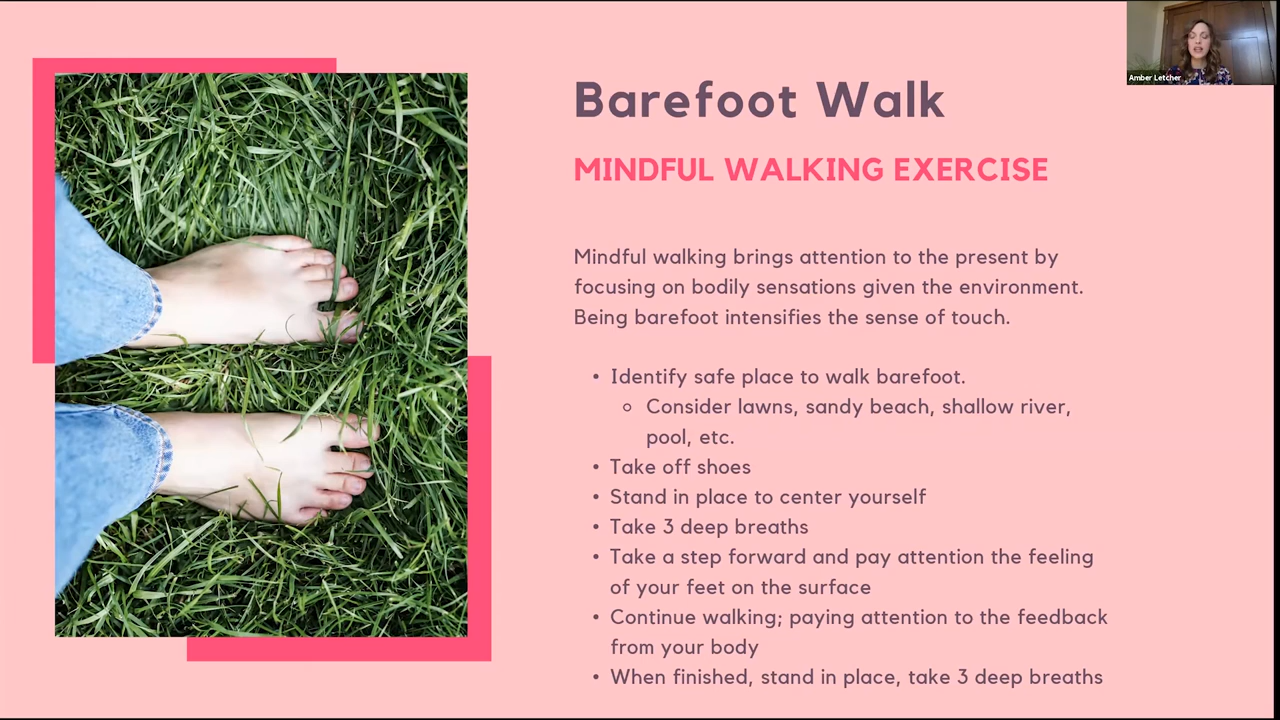 Amber Letcher
Barefoot Walk
MINDFUL WALKING EXERCISE
Mindful walking brings attention to the present by
focusing on bodily sensations given the environment.
Being barefoot intensifies the sense of touch.
• Identify safe place to walk barefoot.
○ Consider lawns, sandy beach, shallow river,
pool, etc.
• Take off shoes
• Stand in place to center yourself
• Take 3 deep breaths
• Take a step forward and pay attention the feeling
of your feet on the surface
• Continue walking; paying attention to the feedback
from your body
• When finished, stand in place, take 3 deep breaths